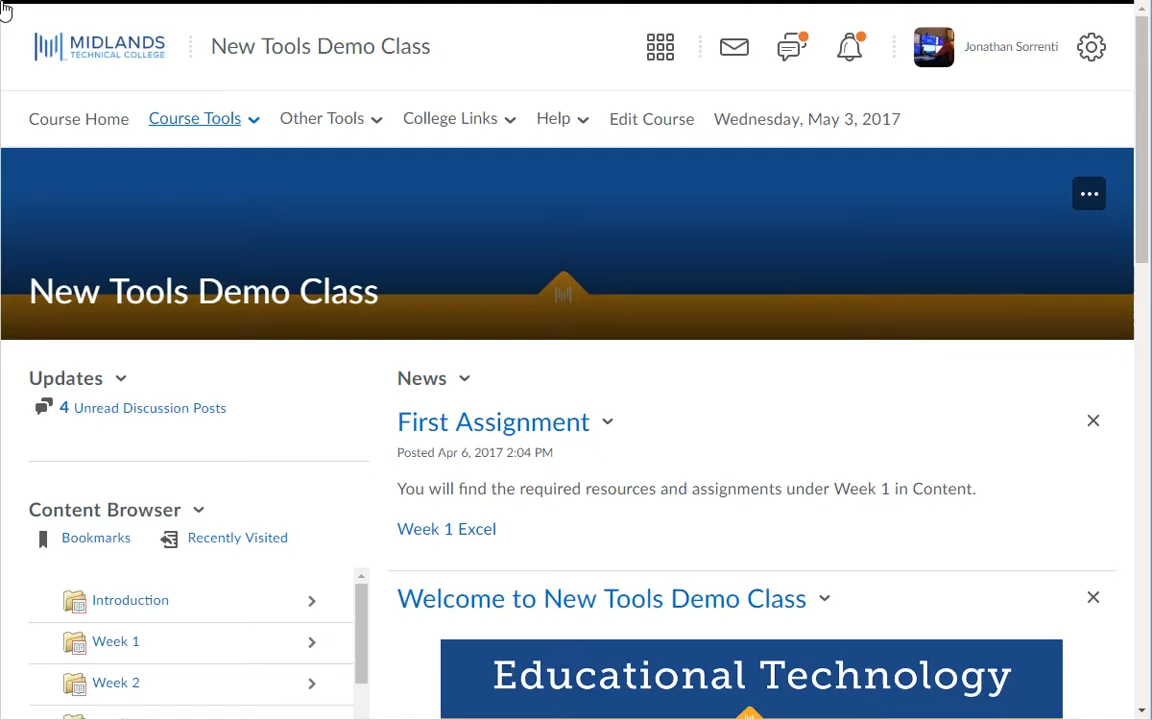 MIDLANDS
TECHNICAL COLLEGE
New Tools Demo Class
Jonathan Sorrenti
Course Home
Course Tools
Other Tools
College Links
Help
Edit Course
Wednesday, May 3, 2017
New Tools Demo Class
Updates
4 Unread Discussion Posts
Content Browser
Bookmarks
Recently Visited
Introduction
Week 1
Week 2
News
First Assignment
Posted Apr 6, 2017 2:04 PM
You will find the required resources and assignments under Week 1 in Content.
Week 1 Excel
Welcome to New Tools Demo Class
Educational Technology